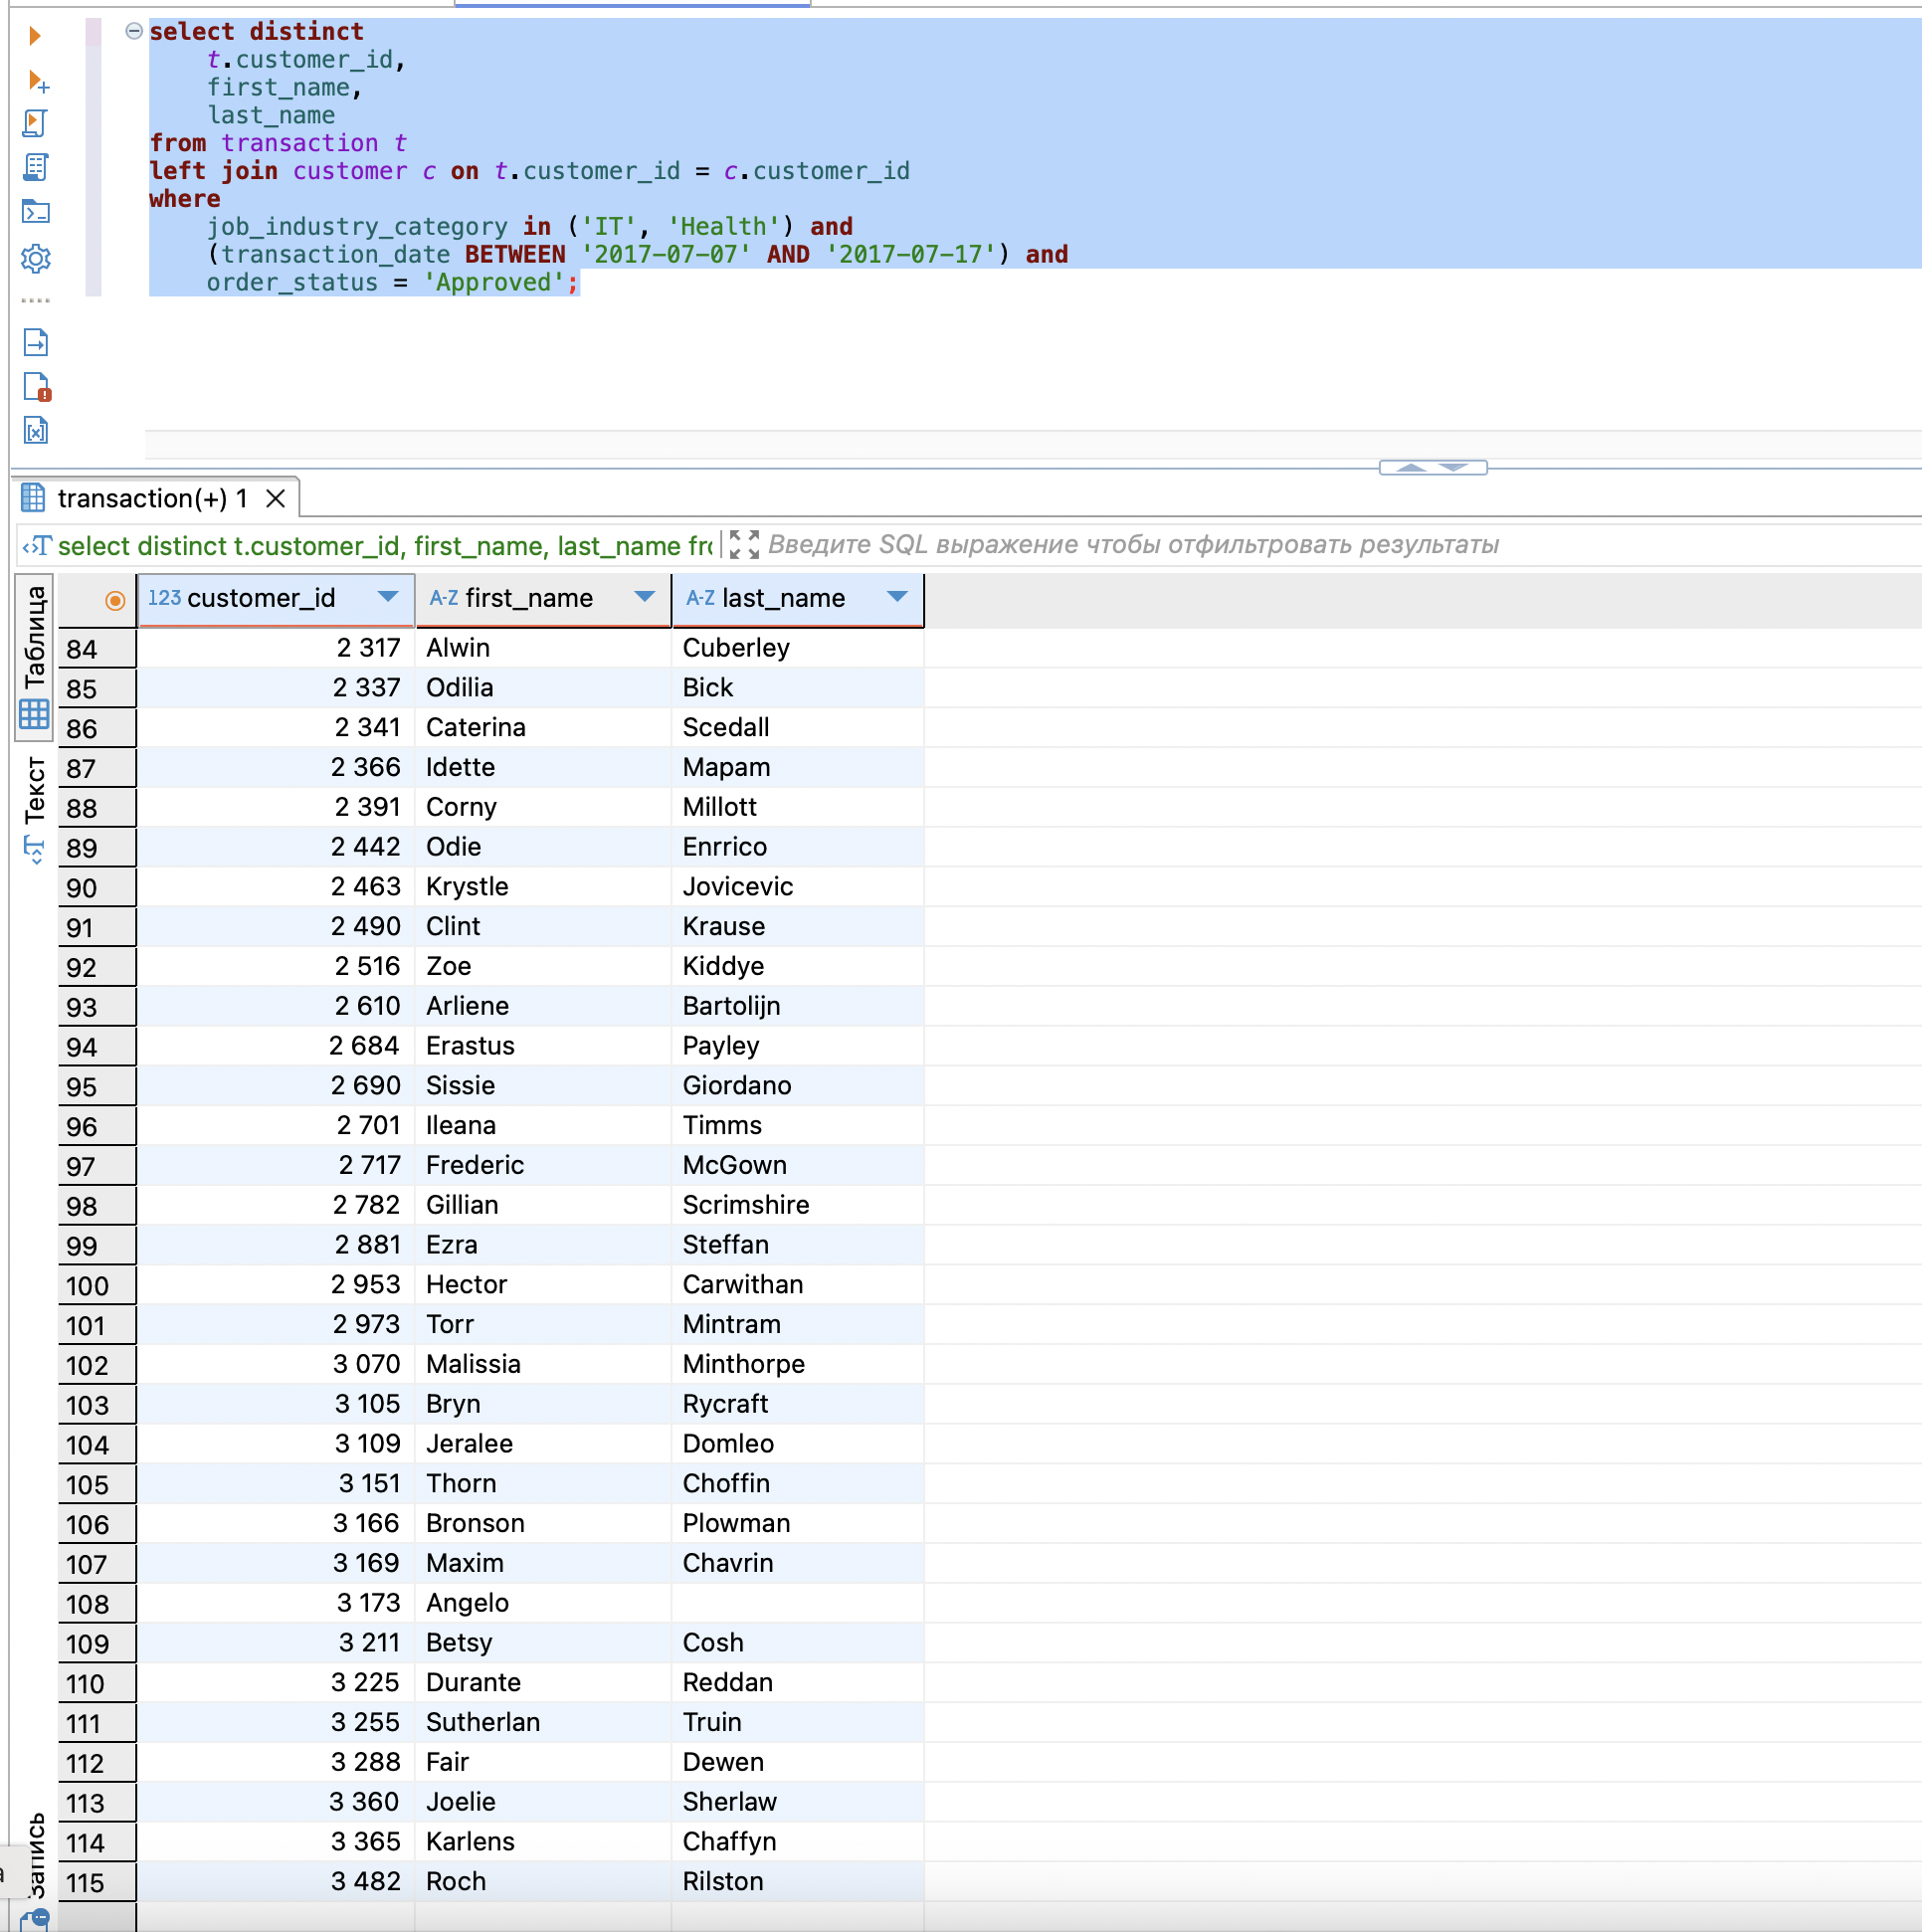 select distinct
t.customer_id,
first_name,
last_name
from transaction t
left join customer c on t.customer_id = c.customer_id
where
job_industry_category in ('IT', 'Health') and
(transaction_date BETWEEN '2017-07-07' AND '2017-07-17') and
order_status = 'Approved';
transaction(+) 1
select distinct t.customer_id, first_name, last_name Введите SQL выражение чтобы отфильтровать результаты
Таблица
Текст
Запись
123 customer_id A-Z first_name A-Z last_name
84 2 317 Alwin Cuberley
85 2 337 Odilia Bick
86 2 341 Caterina Scedall
87 2 366 Idette Mapam
88 2 391 Corny Millott
89 2 442 Odie Enrrico
90 2 463 Krystle Jovicevic
91 2 490 Clint Krause
92 2 516 Zoe Kiddye
93 2 610 Arliene Bartolijn
94 2 684 Erastus Payley
95 2 690 Sissie Giordano
96 2 701 Ileana Timms
97 2 717 Frederic McGown
98 2 782 Gillian Scrimshire
99 2 881 Ezra Steffan
100 2 953 Hector Carwithan
101 2 973 Torr Mintram
102 3 070 Malissia Minthorpe
103 3 105 Bryn Rycraft
104 3 109 Jeralee Domleo
105 3 151 Thorn Choffin
106 3 166 Bronson Plowman
107 3 169 Maxim Chavrin
108 3 173 Angelo
109 3 211 Betsy Cosh
110 3 225 Durante Reddan
111 3 255 Sutherlan Truin
112 3 288 Fair Dewen
113 3 360 Joelie Sherlaw
114 3 365 Karlens Chaffyn
115 3 482 Roch Rilston